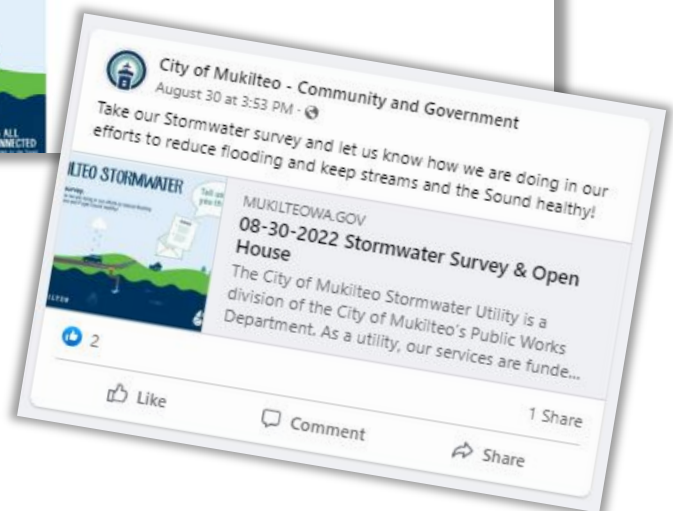 ALL
NNECTED
City of Mukilteo - Community and Government
August 30 at 3:53 PM ·
Take our Stormwater survey and let us know how we are doing in our
efforts to reduce flooding and keep streams and the Sound healthy!
ILTEO STORMWATER
survey.
Tell us
MUKILTEOWA.GOV
08-30-2022 Stormwater Survey & Open
House
The City of Mukilteo Stormwater Utility is a
division of the City of Mukilteo's Public Works
Department. As a utility, our services are funde...
2
1 Share
Like
Comment
Share